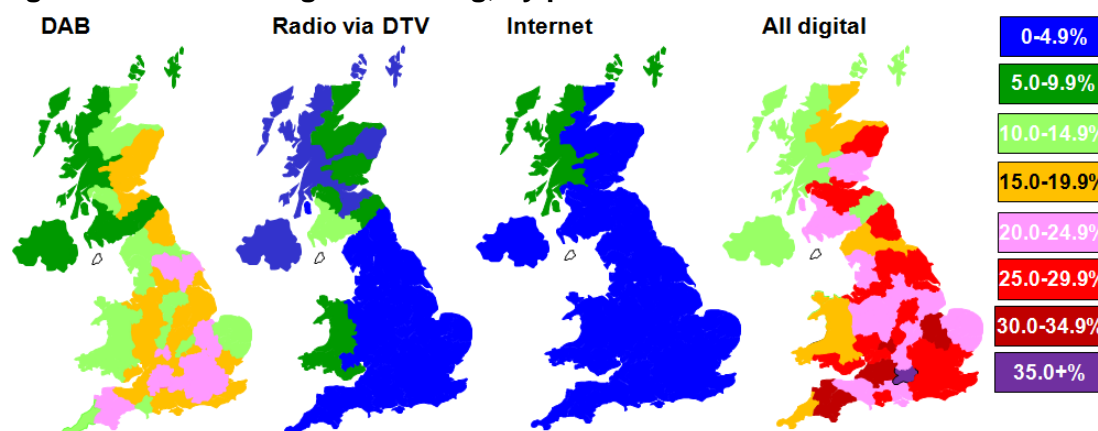 DAB
Radio via DTV
Internet
All digital
0-4.9%
5.0-9.9%
10.0-14.9%
15.0-19.9%
20.0-24.9%
25.0-29.9%
30.0-34.9%
35.0+%